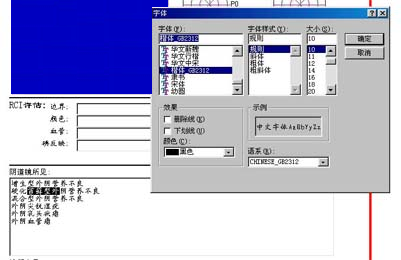 P0
字体
字体(F):
字体样式(Y):
大小(S):
楷体_GB2312
规则
10
确定
取消
华文新魏
华文行楷
华文中宋
楷体_GB2312
隶书
宋体
幼圆
规则
斜体
粗体
粗斜体
10
11
12
14
16
18
20
效果
删除线(K)
下划线(U)
颜色(C):
黑色
示例
中文字体AaBbYyZz
语系(R):
CHINESE_GB2312
RCI评估:
边界:
颜色:
血管:
碘反映:
阴道镜所见:
增生型外阴营养不良
硬化苔藓型外阴营养不良
混合型外阴营养不良
外阴尖锐湿疣
外阴乳头状瘤
外阴血管瘤